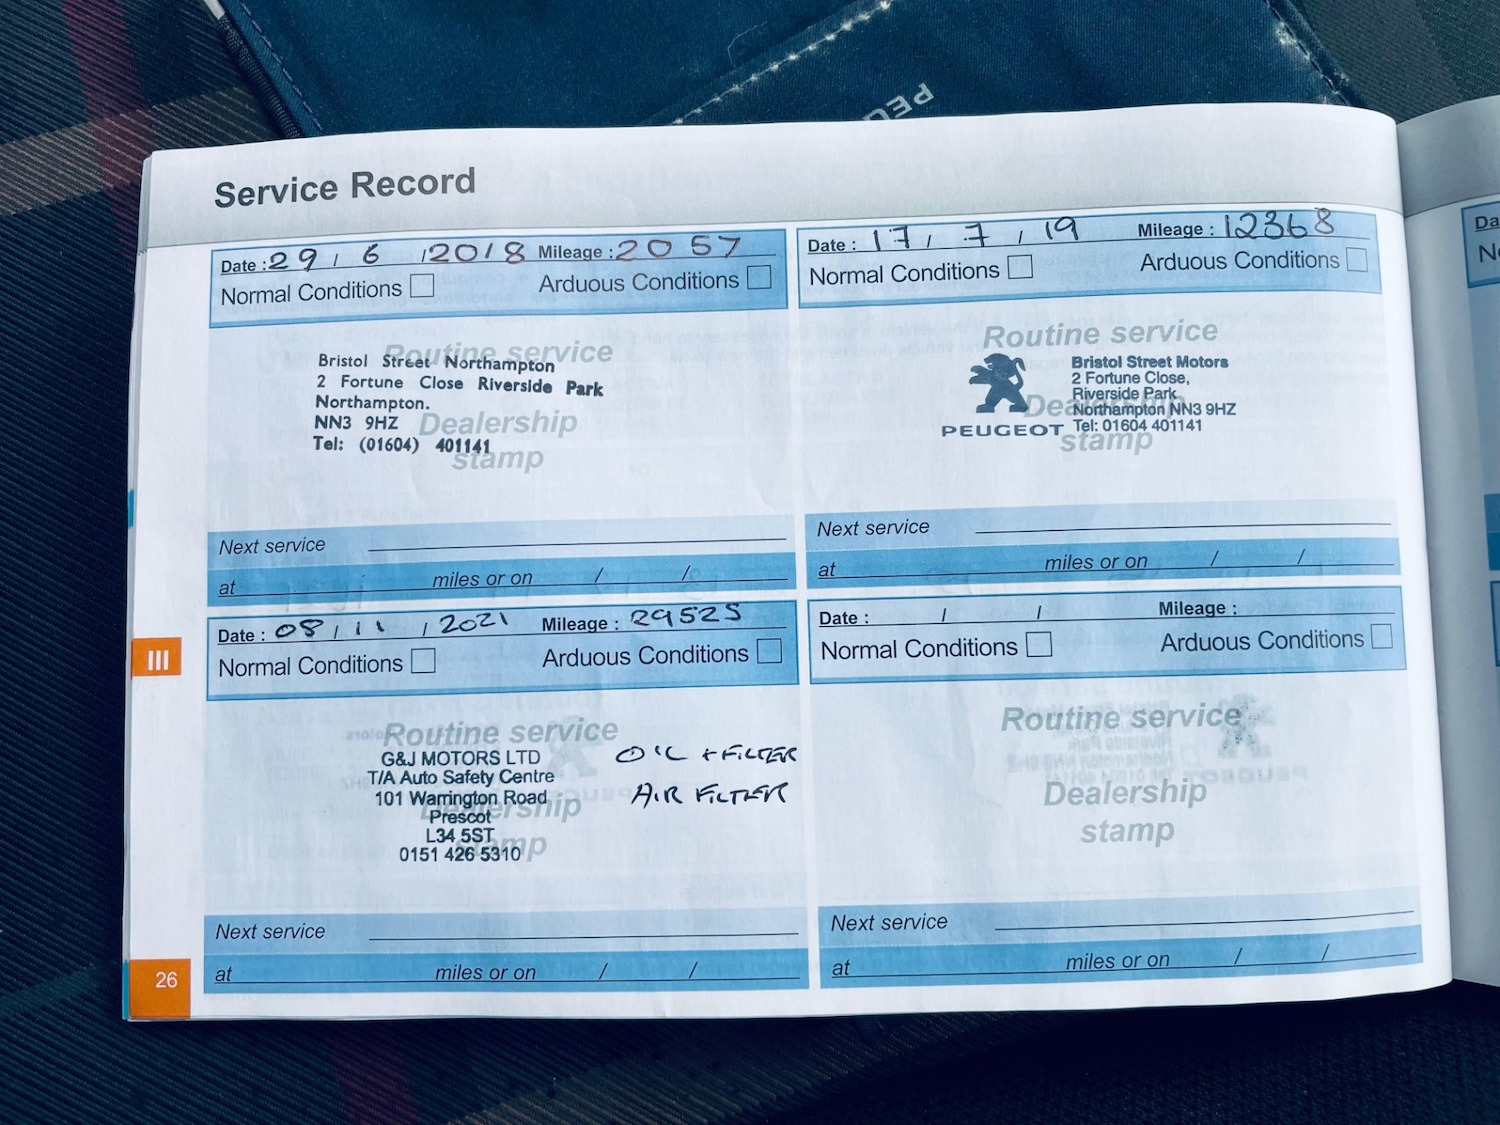 PEU
Service Record
Date : 29 / 6 / 2018 Mileage : 2057
Normal Conditions Arduous Conditions
Routine service
Dealership
stamp
Bristol Street Northampton
2 Fortune Close Riverside Park
Northampton.
NN3 9HZ
Tel: (01604) 401141
Next service
at miles or on / /
Date : 17 / 7 / 19 Mileage : 12368
Normal Conditions Arduous Conditions
Routine service
Dealership
stamp
PEUGEOT
Bristol Street Motors
2 Fortune Close,
Riverside Park
Northampton NN3 9HZ
Tel: 01604 401141
Next service
at miles or on / /
Date : 08 / 11 / 2021 Mileage : 29525
Normal Conditions Arduous Conditions
Routine service
Dealership
stamp
G&J MOTORS LTD
T/A Auto Safety Centre
101 Warrington Road
Prescot
L34 5ST
0151 426 5310
OIL + FILTER
AIR FILTER
Next service
at miles or on / /
Date : / / Mileage :
Normal Conditions Arduous Conditions
Routine service
Dealership
stamp
Next service
at miles or on / /
III
26
Da
N